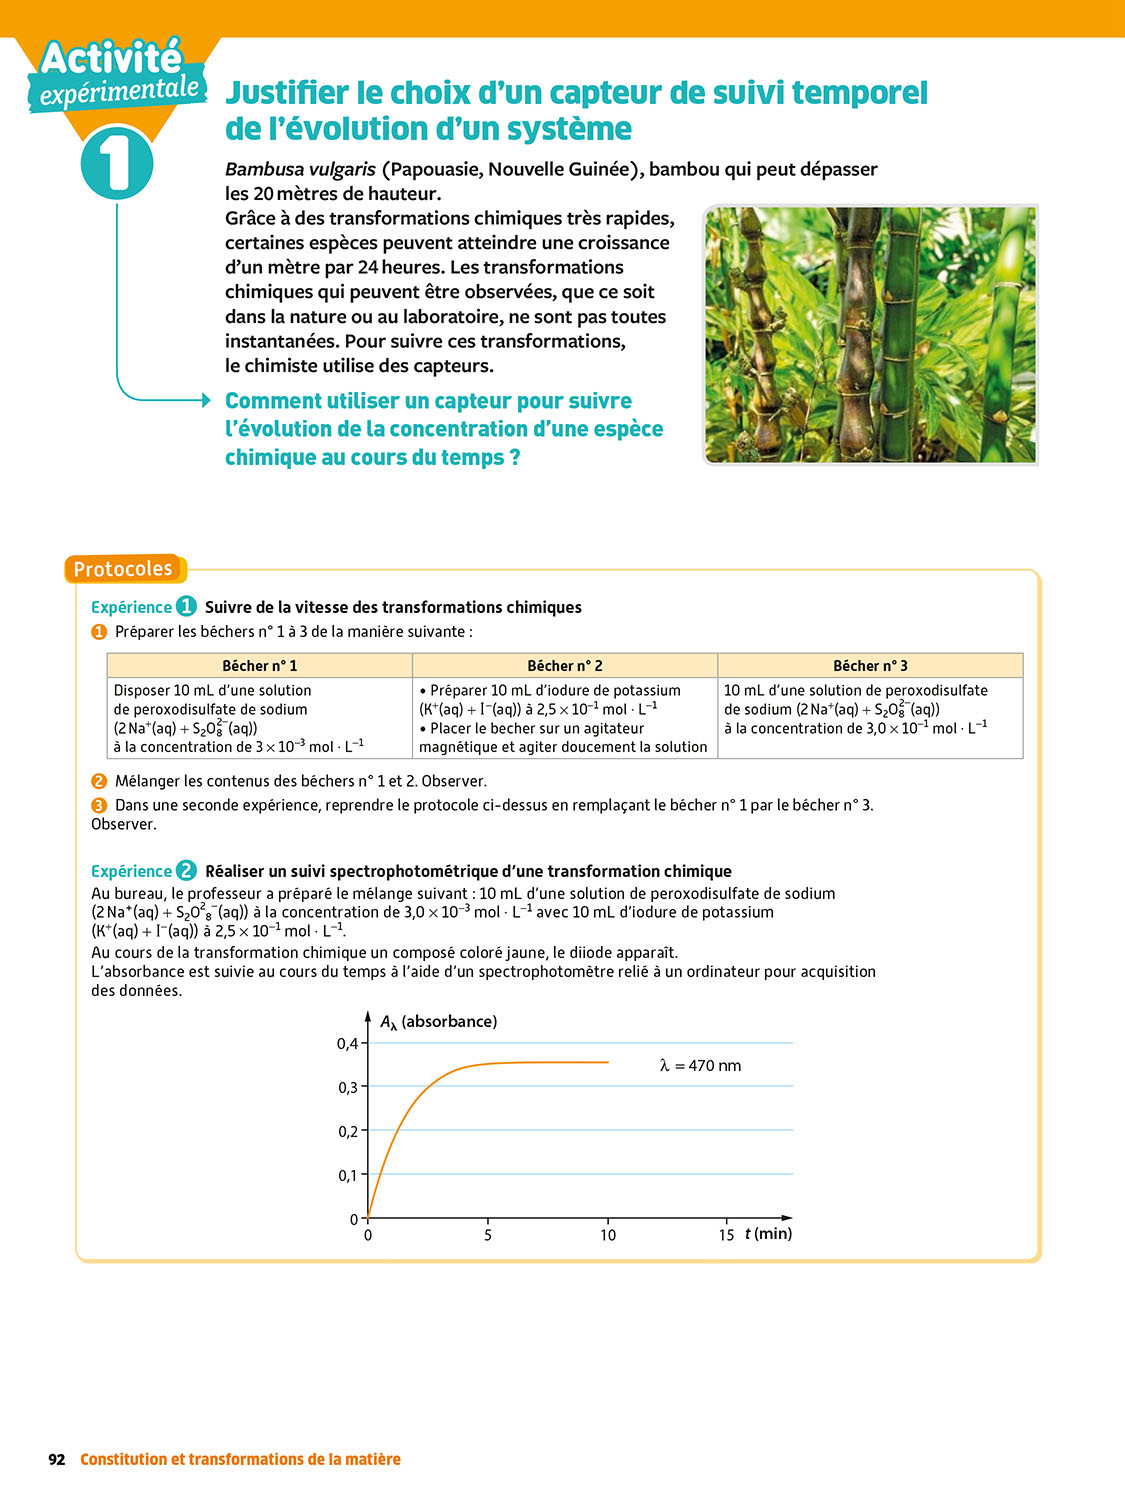 Activité
expérimentale
1
Justifier le choix d’un capteur de suivi temporel
de l’évolution d’un système
Bambusa vulgaris (Papouasie, Nouvelle Guinée), bambou qui peut dépasser
les 20 mètres de hauteur.
Grâce à des transformations chimiques très rapides,
certaines espèces peuvent atteindre une croissance
d’un mètre par 24 heures. Les transformations
chimiques qui peuvent être observées, que ce soit
dans la nature ou au laboratoire, ne sont pas toutes
instantanées. Pour suivre ces transformations,
le chimiste utilise des capteurs.
Comment utiliser un capteur pour suivre
l’évolution de la concentration d’une espèce
chimique au cours du temps ?
Protocoles
Expérience 1 Suivre de la vitesse des transformations chimiques
1 Préparer les béchers n° 1 à 3 de la manière suivante :
Bécher n° 1
Disposer 10 mL d’une solution
de peroxodisulfate de sodium
(2 Na⁺(aq) + S₂O₈²⁻(aq))
à la concentration de 3 × 10⁻³ mol · L⁻¹
Bécher n° 2
• Préparer 10 mL d’iodure de potassium
(K⁺(aq) + I⁻(aq)) à 2,5 × 10⁻¹ mol · L⁻¹
• Placer le becher sur un agitateur
magnétique et agiter doucement la solution
Bécher n° 3
10 mL d’une solution de peroxodisulfate
de sodium (2 Na⁺(aq) + S₂O₈²⁻(aq))
à la concentration de 3,0 × 10⁻¹ mol · L⁻¹
2 Mélanger les contenus des béchers n° 1 et 2. Observer.
3 Dans une seconde expérience, reprendre le protocole ci-dessus en remplaçant le bécher n° 1 par le bécher n° 3.
Observer.
Expérience 2 Réaliser un suivi spectrophotométrique d’une transformation chimique
Au bureau, le professeur a préparé le mélange suivant : 10 mL d’une solution de peroxodisulfate de sodium
(2 Na⁺(aq) + S₂O²₈⁻(aq)) à la concentration de 3,0 × 10⁻³ mol · L⁻¹ avec 10 mL d’iodure de potassium
(K⁺(aq) + I⁻(aq)) à 2,5 × 10⁻¹ mol · L⁻¹.
Au cours de la transformation chimique un composé coloré jaune, le diiode apparaît.
L’absorbance est suivie au cours du temps à l’aide d’un spectrophotomètre relié à un ordinateur pour acquisition
des données.
A_λ (absorbance)
0,4
λ = 470 nm
0,3
0,2
0,1
0
0 5 10 15 t (min)
92 Constitution et transformations de la matière